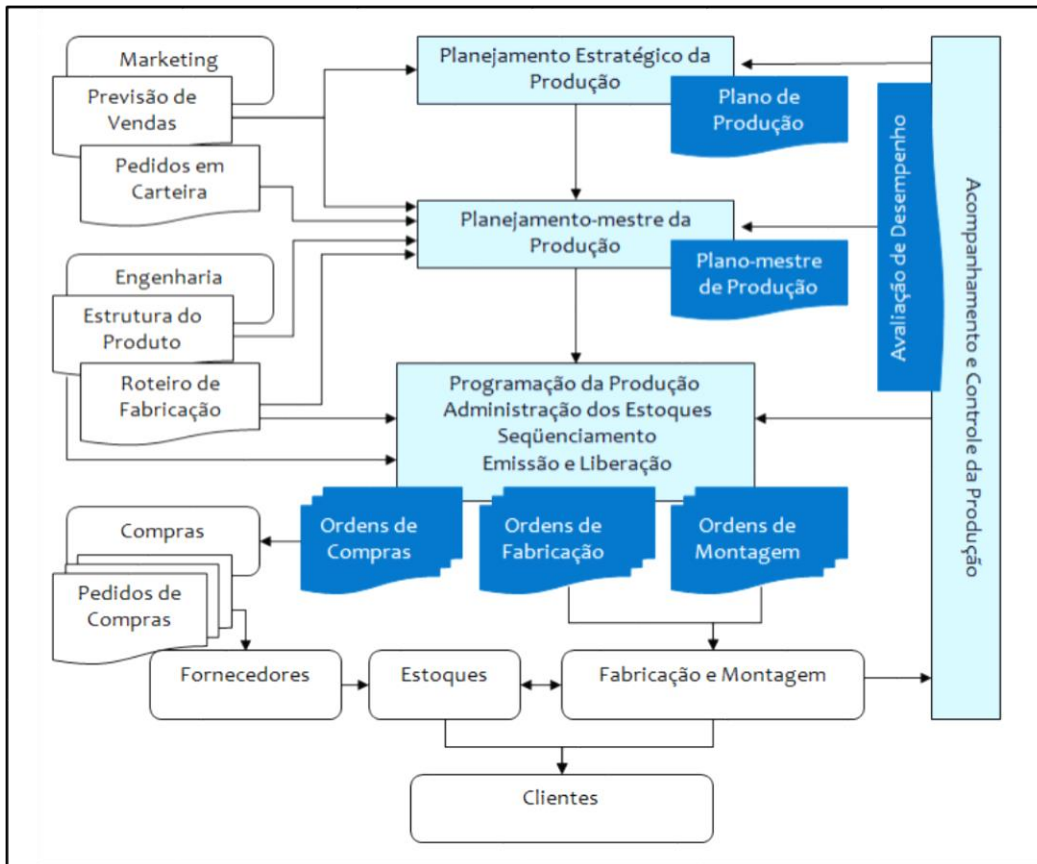 Marketing
Previsão de
Vendas
Pedidos em
Carteira
Planejamento Estratégico da
Produção
Plano de
Produção
Planejamento-mestre da
Produção
Plano-mestre
de Produção
Avaliação de Desempenho
Acompanhamento e Controle da Produção
Engenharia
Estrutura do
Produto
Roteiro de
Fabricação
Programação da Produção
Administração dos Estoques
Seqüenciamento
Emissão e Liberação
Compras
Pedidos de
Compras
Ordens de
Compras
Ordens de
Fabricação
Ordens de
Montagem
Fornecedores
Estoques
Fabricação e Montagem
Clientes